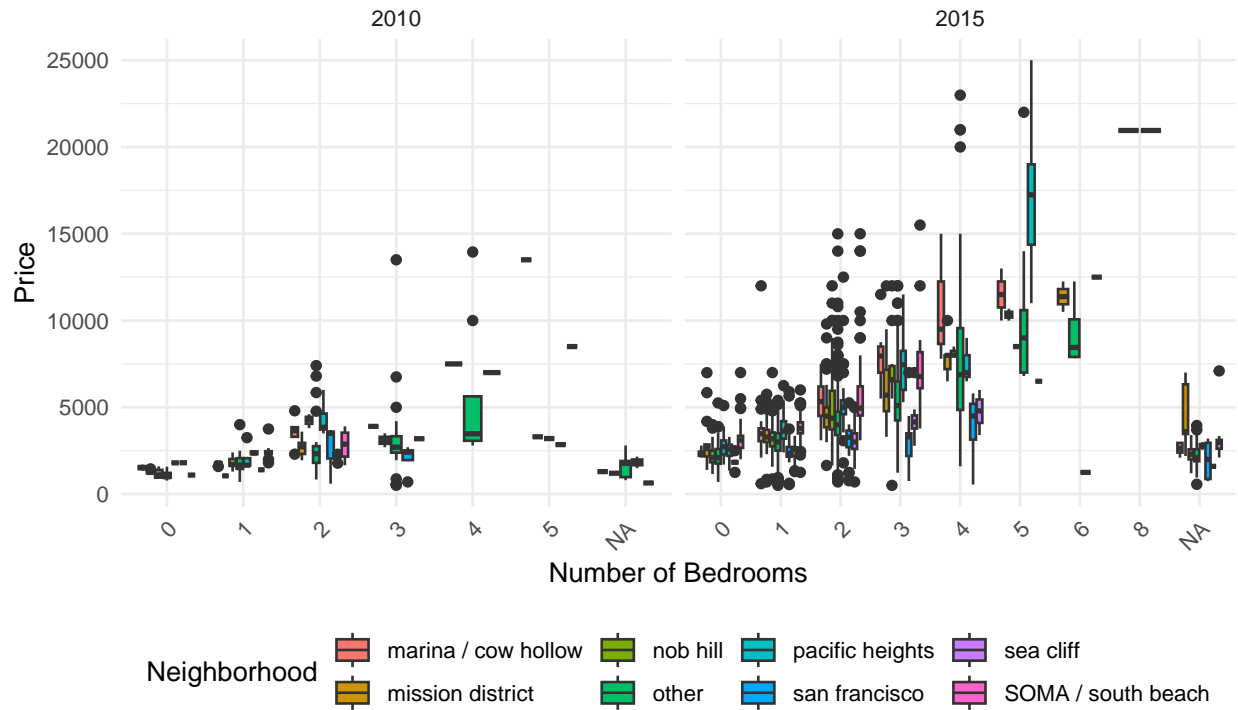 2010 2015
25000
20000
15000
10000
5000
0
Price
0 1 2 3 4 5 NA 0 1 2 3 4 5 6 8 NA
Number of Bedrooms
Neighborhood
marina / cow hollow nob hill pacific heights sea cliff
mission district other san francisco SOMA / south beach